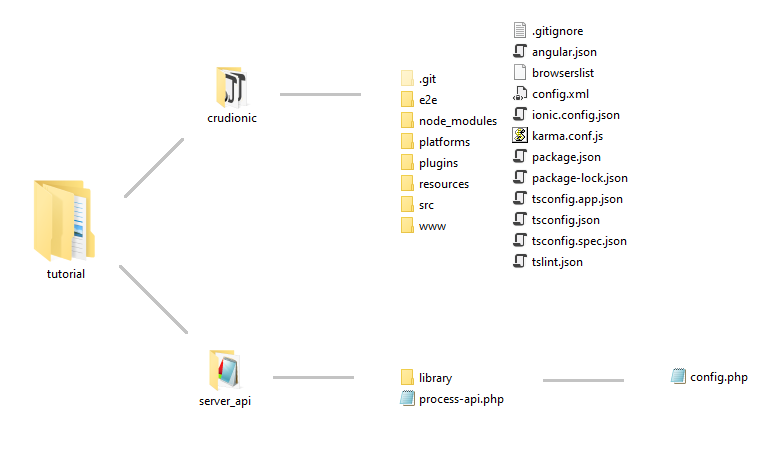 tutorial
crudionic
.git
e2e
node_modules
platforms
plugins
resources
src
www
.gitignore
angular.json
browserslist
config.xml
ionic.config.json
karma.conf.js
package.json
package-lock.json
tsconfig.app.json
tsconfig.json
tsconfig.spec.json
tslint.json
server_api
library
process-api.php
config.php